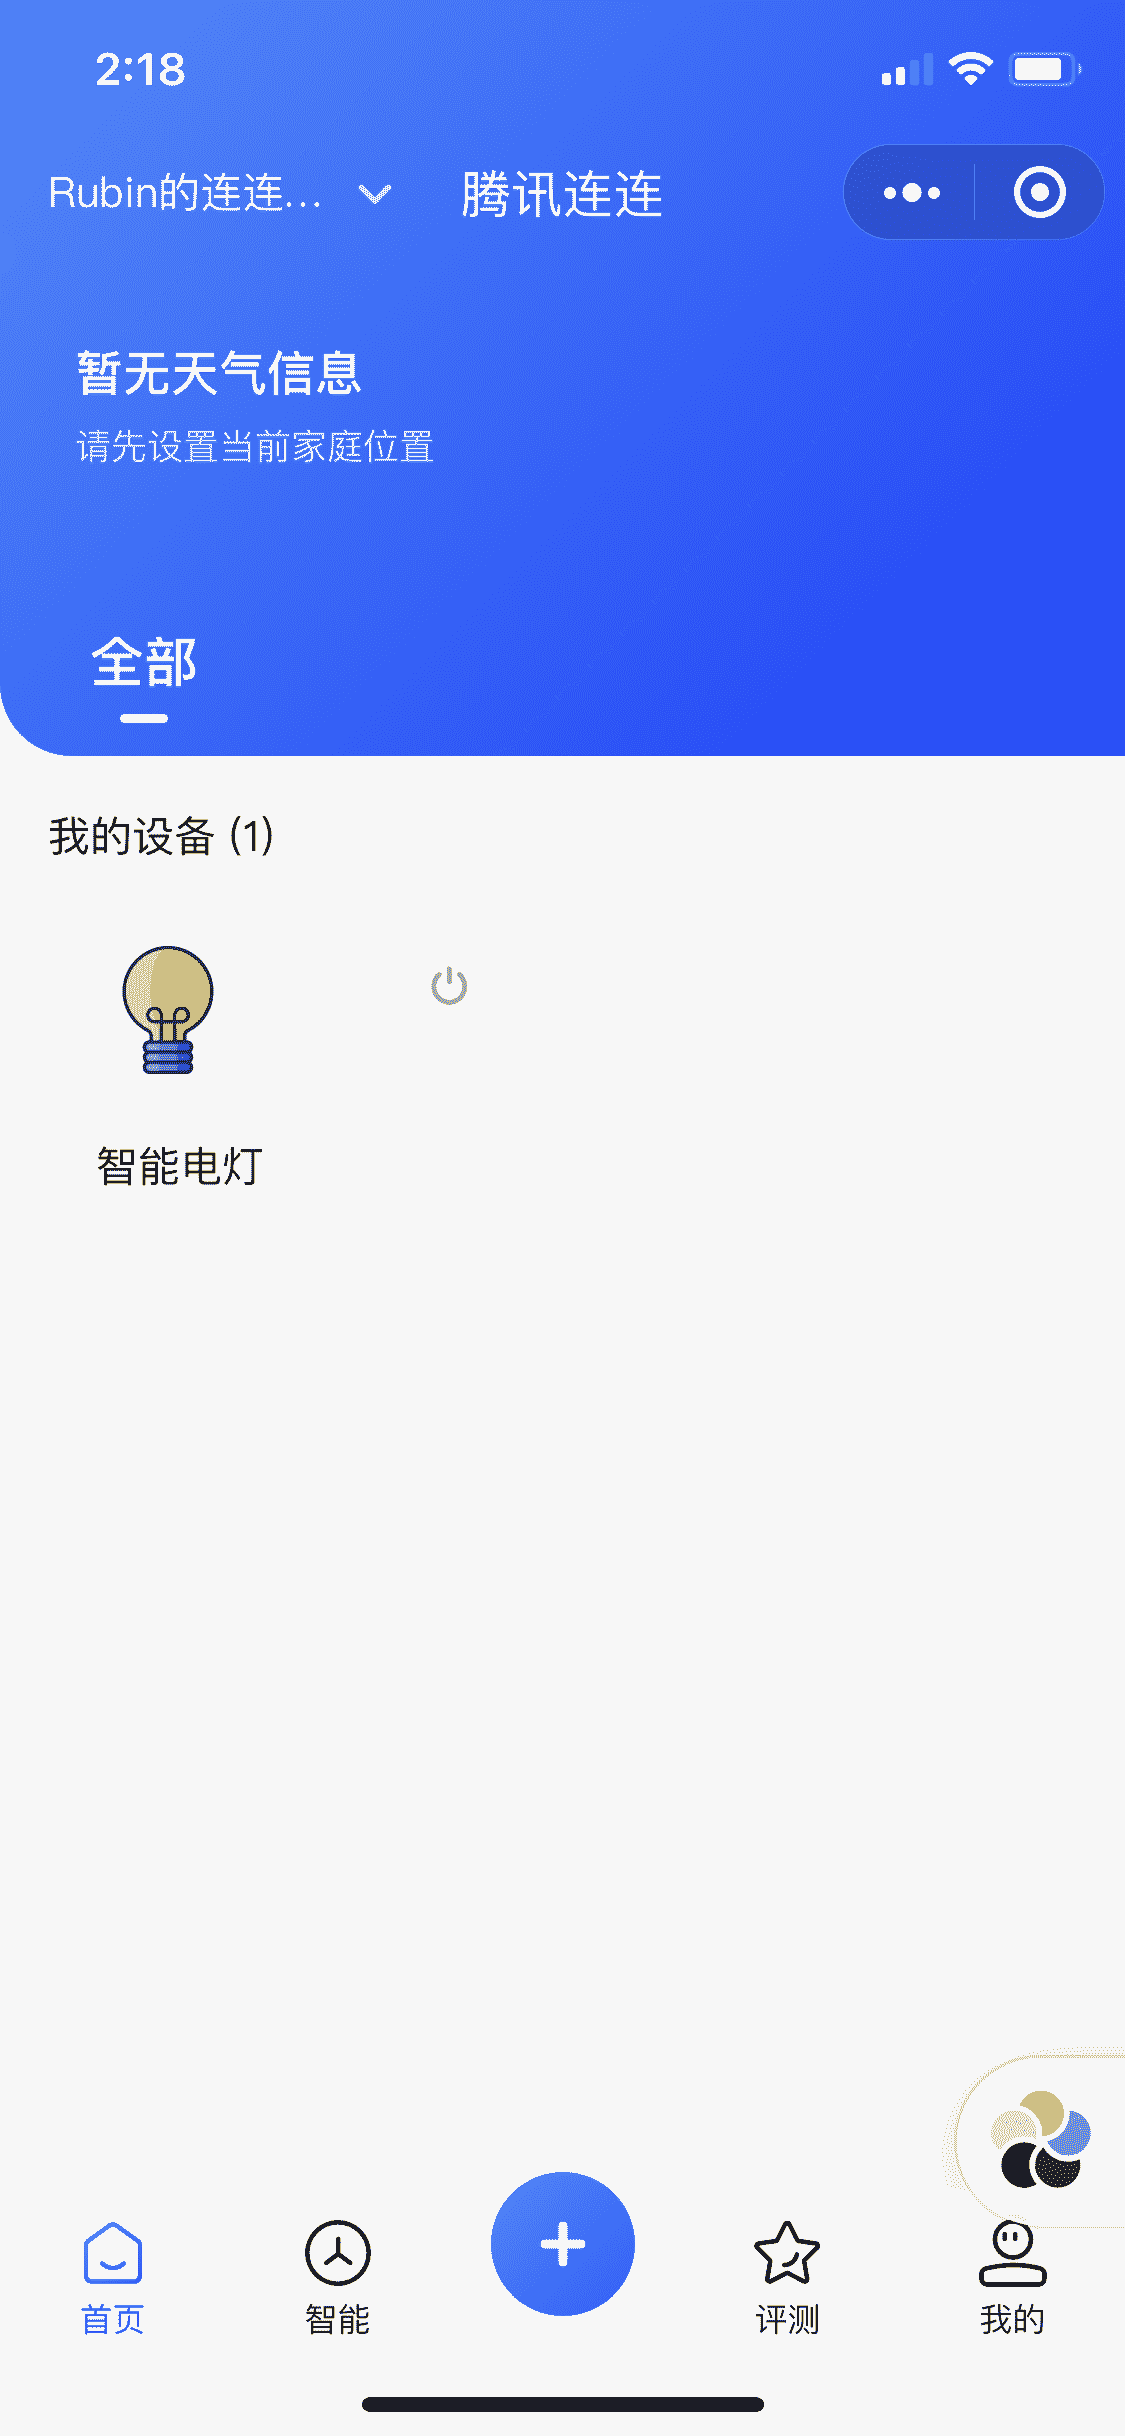 2:18
Rubin的连连...
腾讯连连
暂无天气信息
请先设置当前家庭位置
全部
我的设备 (1)
智能电灯
首页
智能
评测
我的